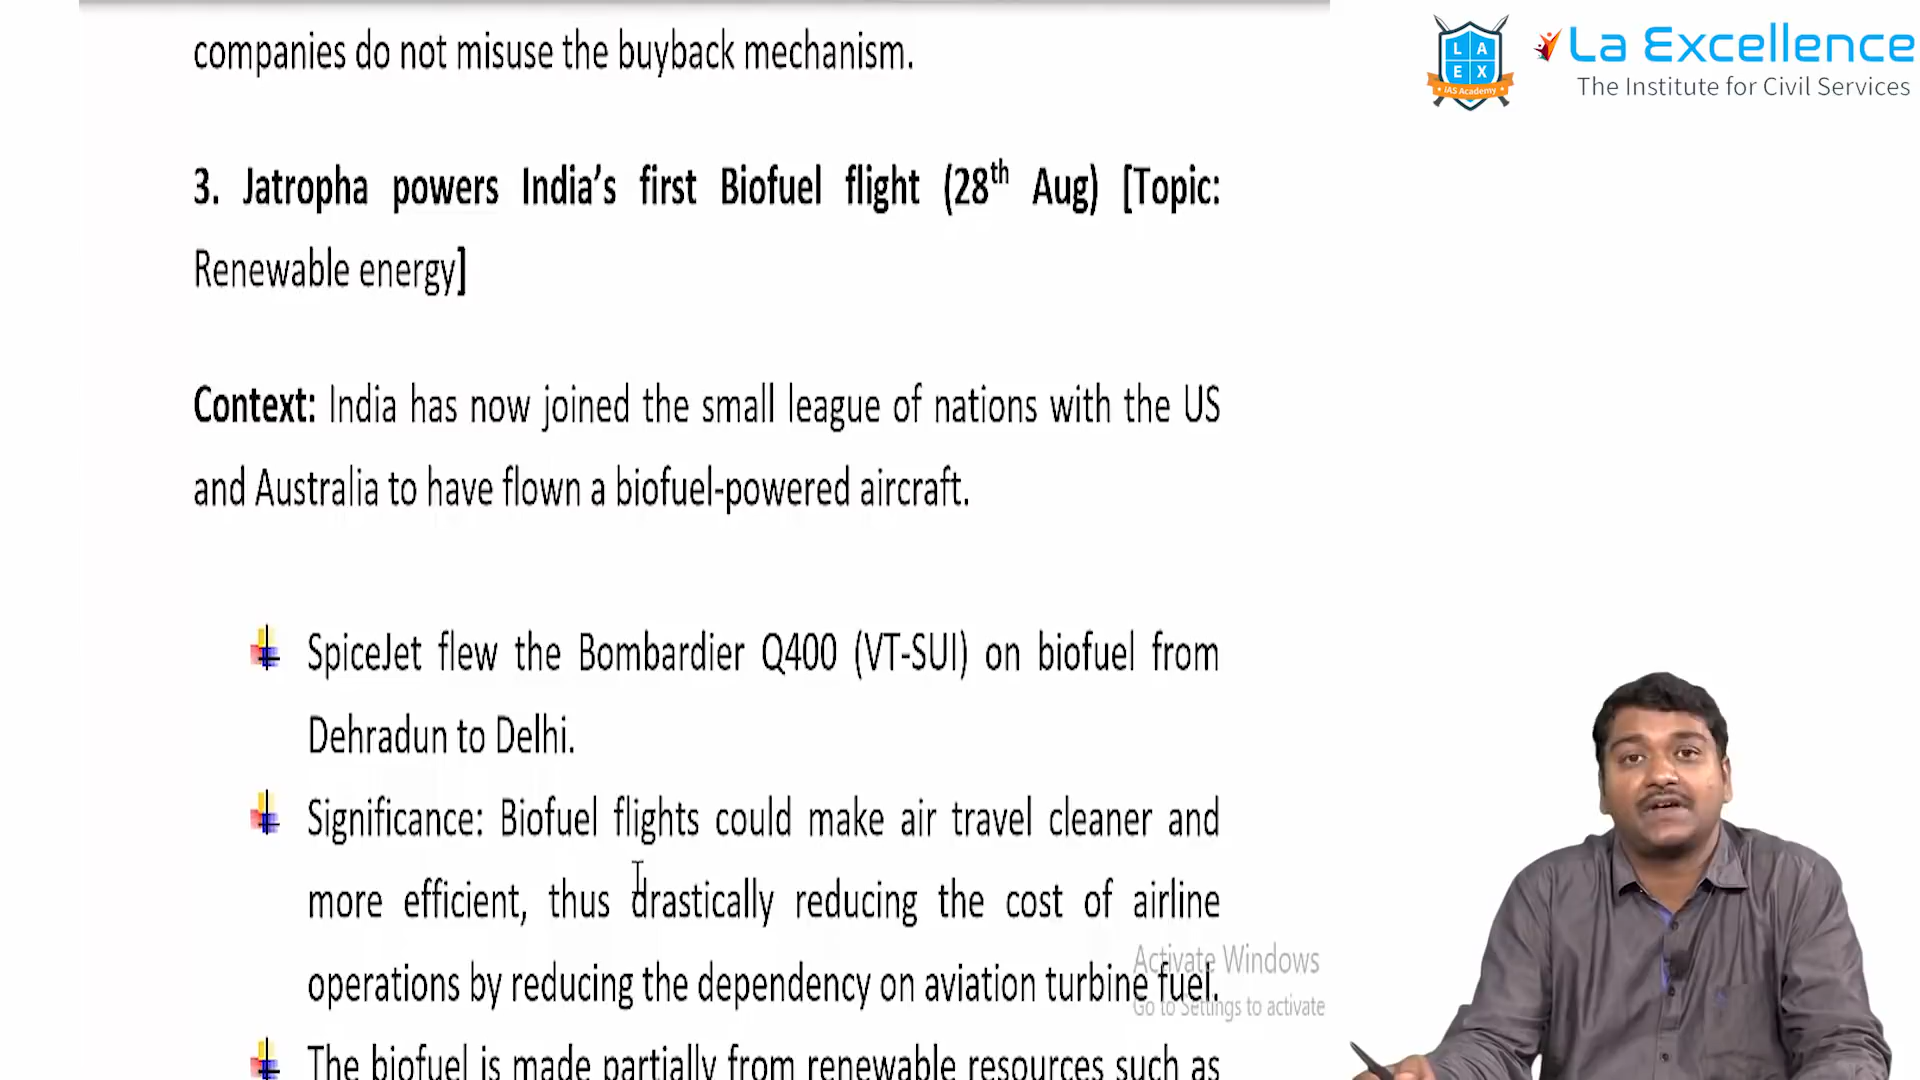 companies do not misuse the buyback mechanism.
L A
E X
IAS Academy
La Excellence
The Institute for Civil Services
3. Jatropha powers India's first Biofuel flight (28th Aug) [Topic:
Renewable energy]
Context: India has now joined the small league of nations with the US
and Australia to have flown a biofuel-powered aircraft.
SpiceJet flew the Bombardier Q400 (VT-SUI) on biofuel from
Dehradun to Delhi.
Significance: Biofuel flights could make air travel cleaner and
more efficient, thus drastically reducing the cost of airline
operations by reducing the dependency on aviation turbine fuel.
Activate Windows
Go to Settings to activate
The biofuel is made partially from renewable resources such as